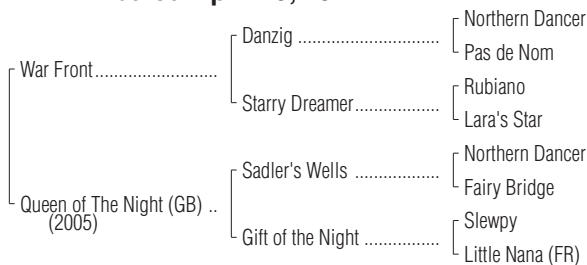 Northern Dancer
Danzig ................................
Pas de Nom
War Front...........................
Rubiano
Starry Dreamer...................
Lara's Star
Northern Dancer
Sadler's Wells ...................
Fairy Bridge
Queen of The Night (GB) ..
(2005)
Slewpy
Gift of the Night .................
Little Nana (FR)